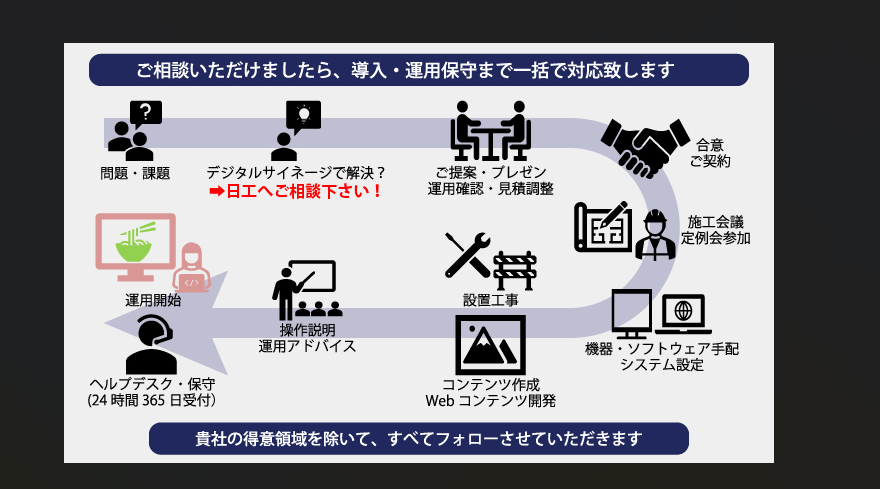 ご相談いただけましたら、導入・運用保守まで一括で対応致します
?
問題・課題
デジタルサイネージで解決？
➡日工へご相談下さい！
ご提案・プレゼン
運用確認・見積調整
合意
ご契約
施工会議
定例会参加
機器・ソフトウェア手配
システム設定
設置工事
コンテンツ作成
Web コンテンツ開発
操作説明
運用アドバイス
</>
運用開始
ヘルプデスク・保守
(24 時間 365 日受付)
貴社の得意領域を除いて、すべてフォローさせていただきます